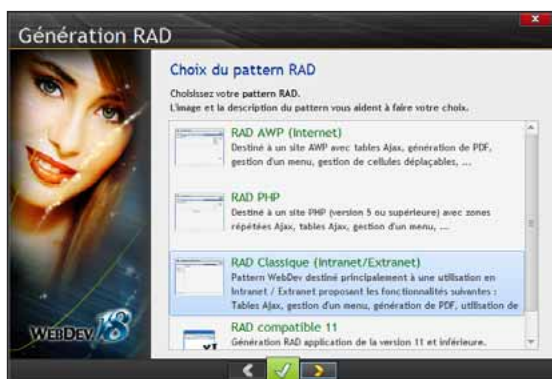 Génération RAD
Choix du pattern RAD
Choisissez votre pattern RAD.
L'image et la description du pattern vous aident à faire votre choix.
RAD AWP (Internet)
Destiné à un site AWP avec tables Ajax, génération de PDF,
gestion d'un menu, gestion de cellules déplaçables, ...
RAD PHP
Destiné à un site PHP (version 5 ou supérieure) avec zones
répétées Ajax, tables Ajax, gestion d'un menu, ...
RAD Classique (Intranet/Extranet)
Pattern WebDev destiné principalement à une utilisation en
Intranet / Extranet proposant les fonctionnalités suivantes :
Tables Ajax, gestion d'un menu, génération de PDF, utilisation de
RAD compatible 11
Génération RAD application de la version 11 et inférieure.
WEBDEV 18